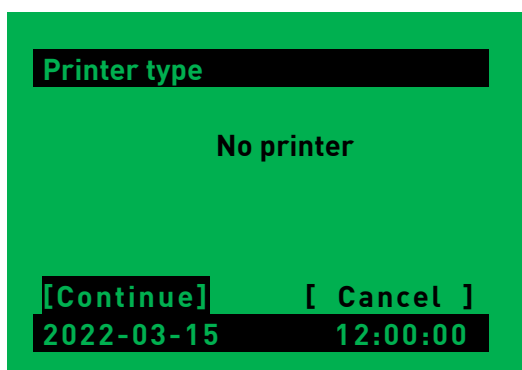 Printer type
No printer
[Continue] [ Cancel ]
2022-03-15 12:00:00